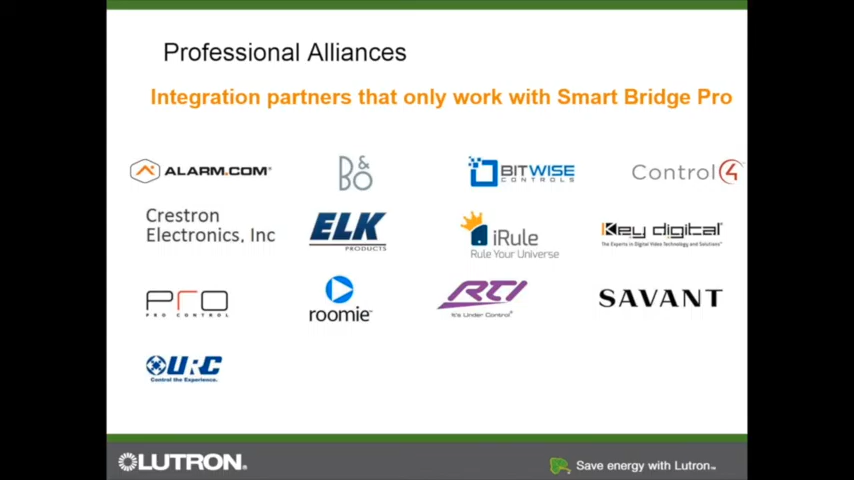 Professional Alliances
Integration partners that only work with Smart Bridge Pro
ALARM.COM
B&O
BITWISE
CONTROLS
Control4
Crestron
Electronics, Inc
ELK
PRODUCTS
iRule
Rule Your Universe
Key digital
The Experts in Digital Video Technology and Solutions
pro
PRO CONTROL
roomie
RTI
It's Under Control
SAVANT
URC
Control the Experience.
LUTRON
Save energy with Lutron